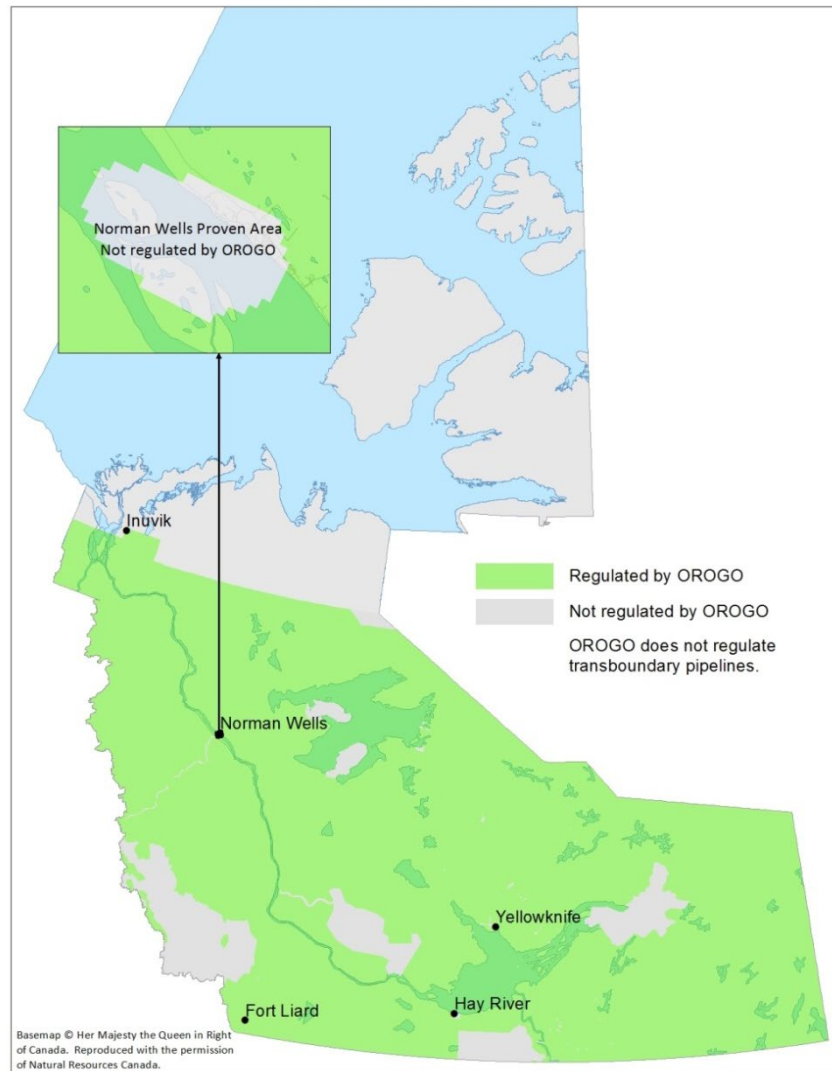 Norman Wells Proven Area
Not regulated by OROGO
Inuvik
Regulated by OROGO
Not regulated by OROGO
OROGO does not regulate
transboundary pipelines.
Norman Wells
Yellowknife
Hay River
Fort Liard
Basemap © Her Majesty the Queen in Right
of Canada. Reproduced with the permission
of Natural Resources Canada.